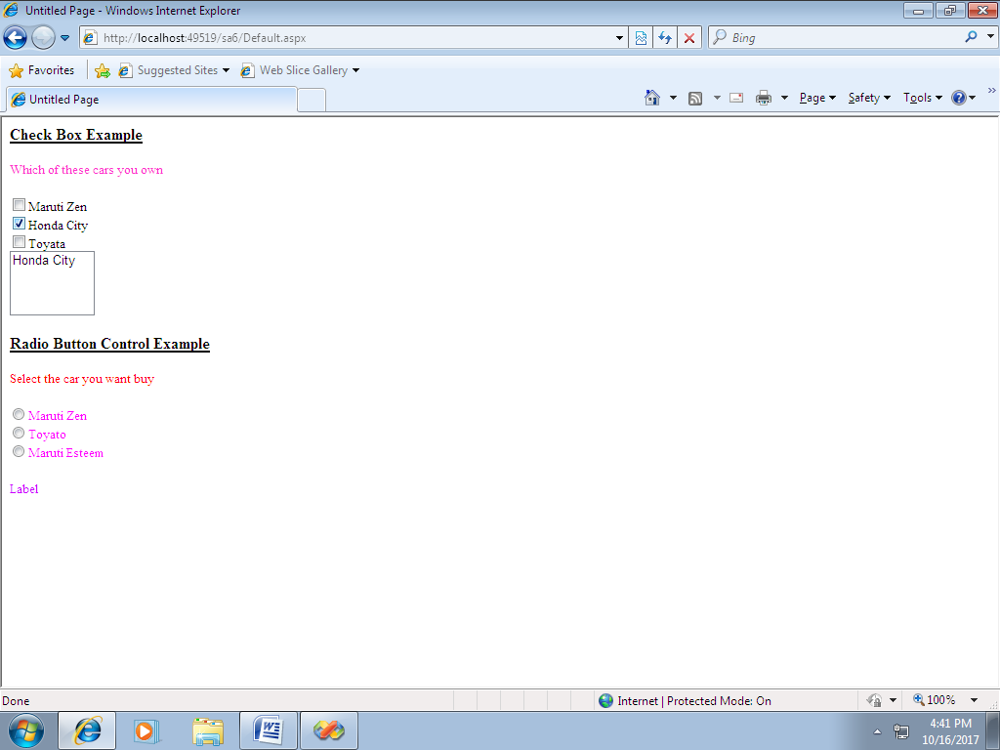 Untitled Page - Windows Internet Explorer
http://localhost:49519/sa6/Default.aspx
Bing
Favorites Suggested Sites Web Slice Gallery
Untitled Page Page Safety Tools
Check Box Example
Which of these cars you own
Maruti Zen
Honda City
Toyata
Honda City
Radio Button Control Example
Select the car you want buy
Maruti Zen
Toyato
Maruti Esteem
Label
Done Internet | Protected Mode: On 100%
4:41 PM
10/16/2017